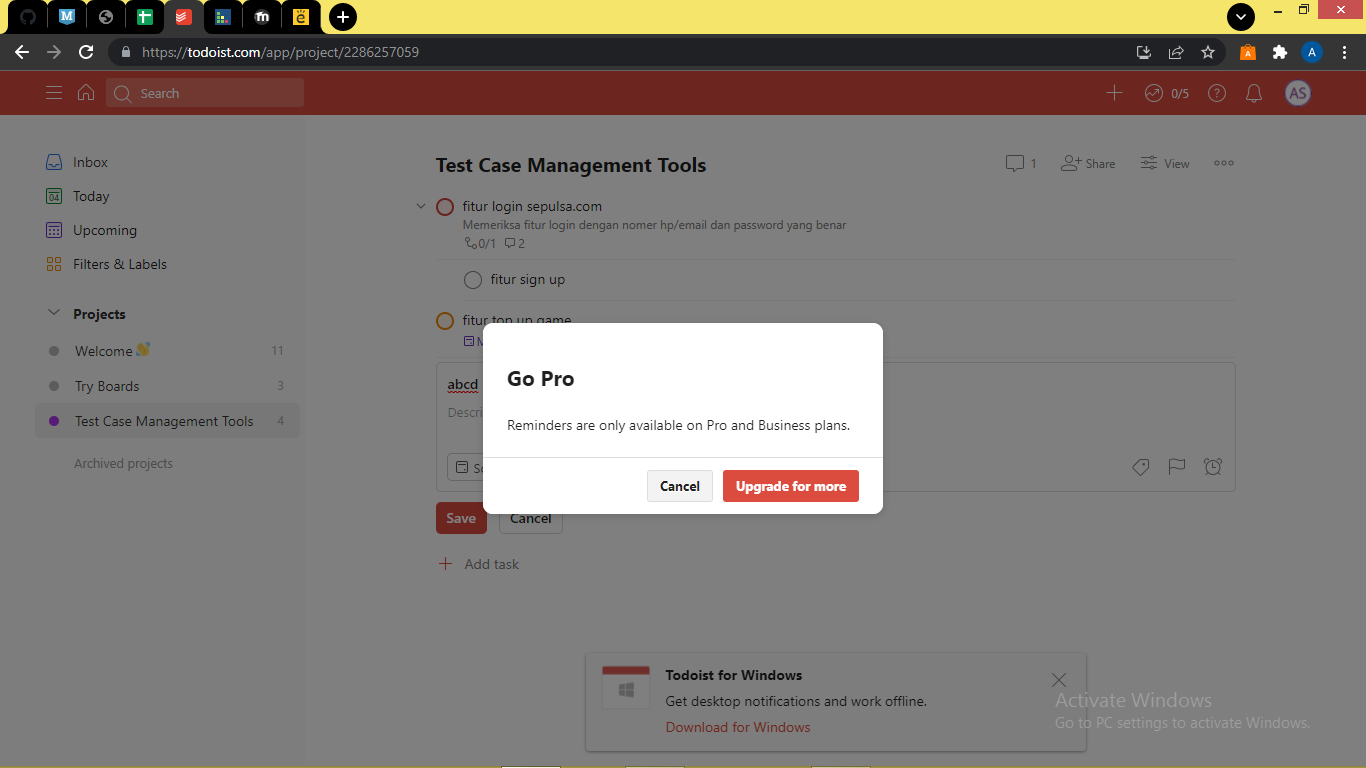 https://todoist.com/app/project/2286257059
A
Search
0/5
AS
Inbox
04
Today
Upcoming
Filters & Labels
Projects
Welcome 👋 11
Try Boards 3
Test Case Management Tools 4
Archived projects
Test Case Management Tools
1 Share View
fitur login sepulsa.com
Memeriksa fitur login dengan nomer hp/email dan password yang benar
0/1 2
fitur sign up
fitur top up game
abcd
Go Pro
Reminders are only available on Pro and Business plans.
Cancel Upgrade for more
Save Cancel
Add task
Todoist for Windows
Get desktop notifications and work offline.
Download for Windows
Activate Windows
Go to PC settings to activate Windows.